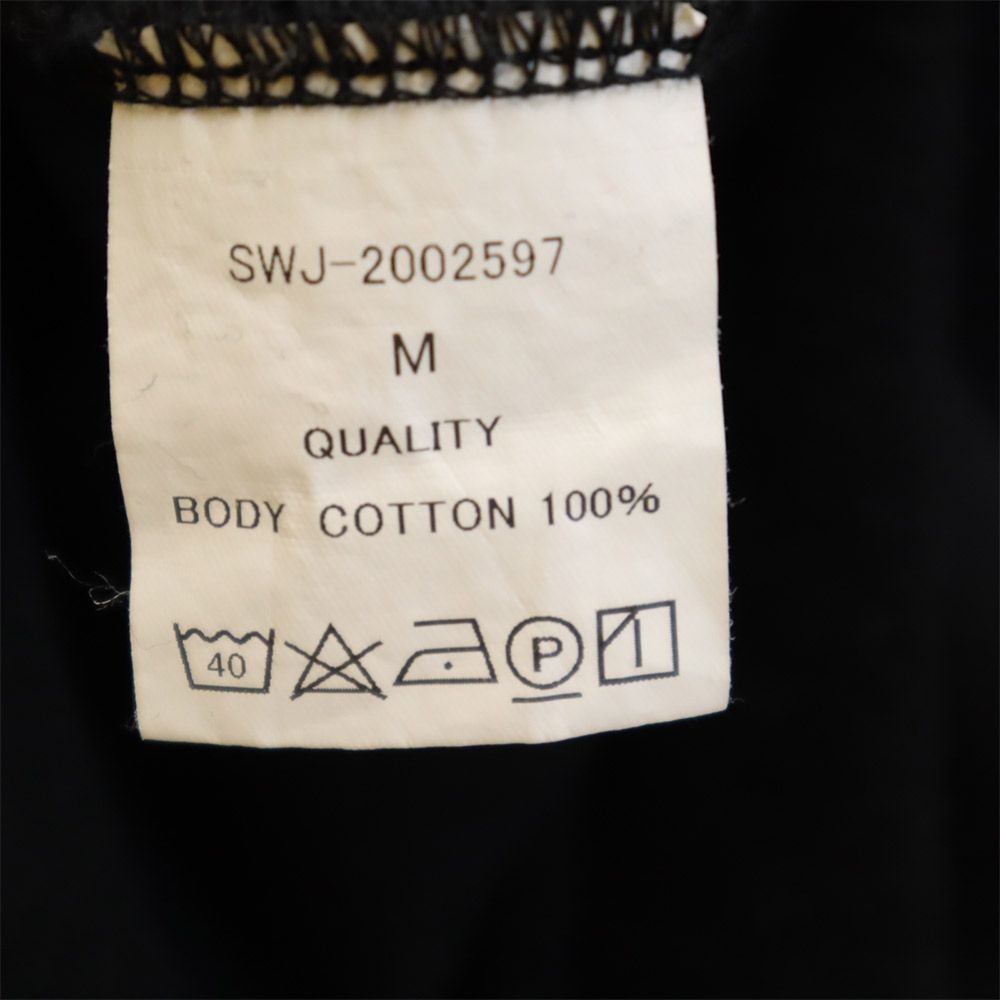 SWJ-2002597
M
QUALITY
BODY COTTON 100%
40 P